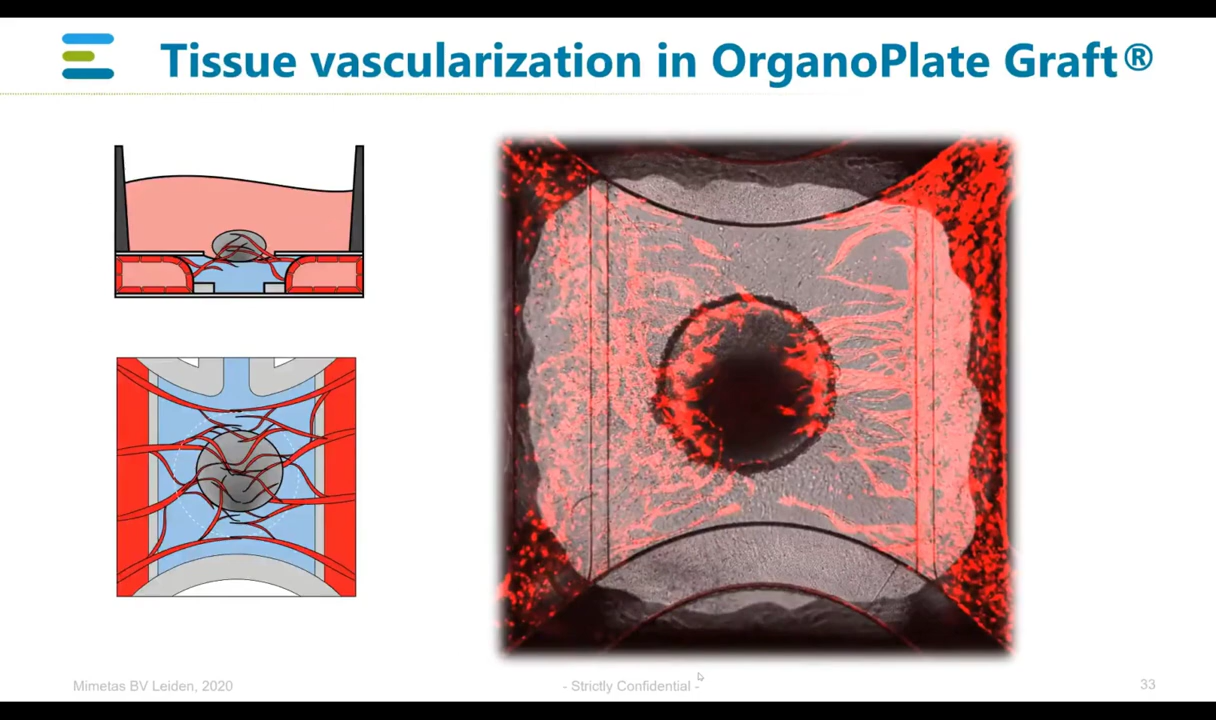 Tissue vascularization in OrganoPlate Graft®
Mimetas BV Leiden, 2020
- Strictly Confidential -
33